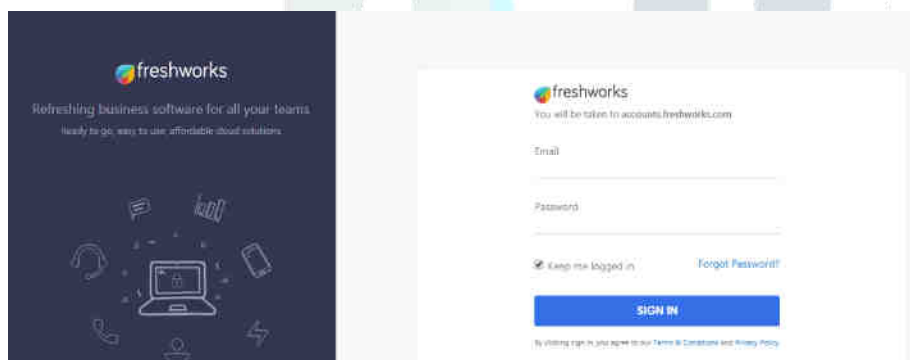 freshworks
Refreshing business software for all your teams
Ready to go, easy to use, affordable cloud solutions
freshworks
You will be taken to accounts.freshworks.com
Email
Password
Keep me logged in
Forgot Password?
SIGN IN
By clicking sign in, you agree to our Terms & Conditions and Privacy Policy